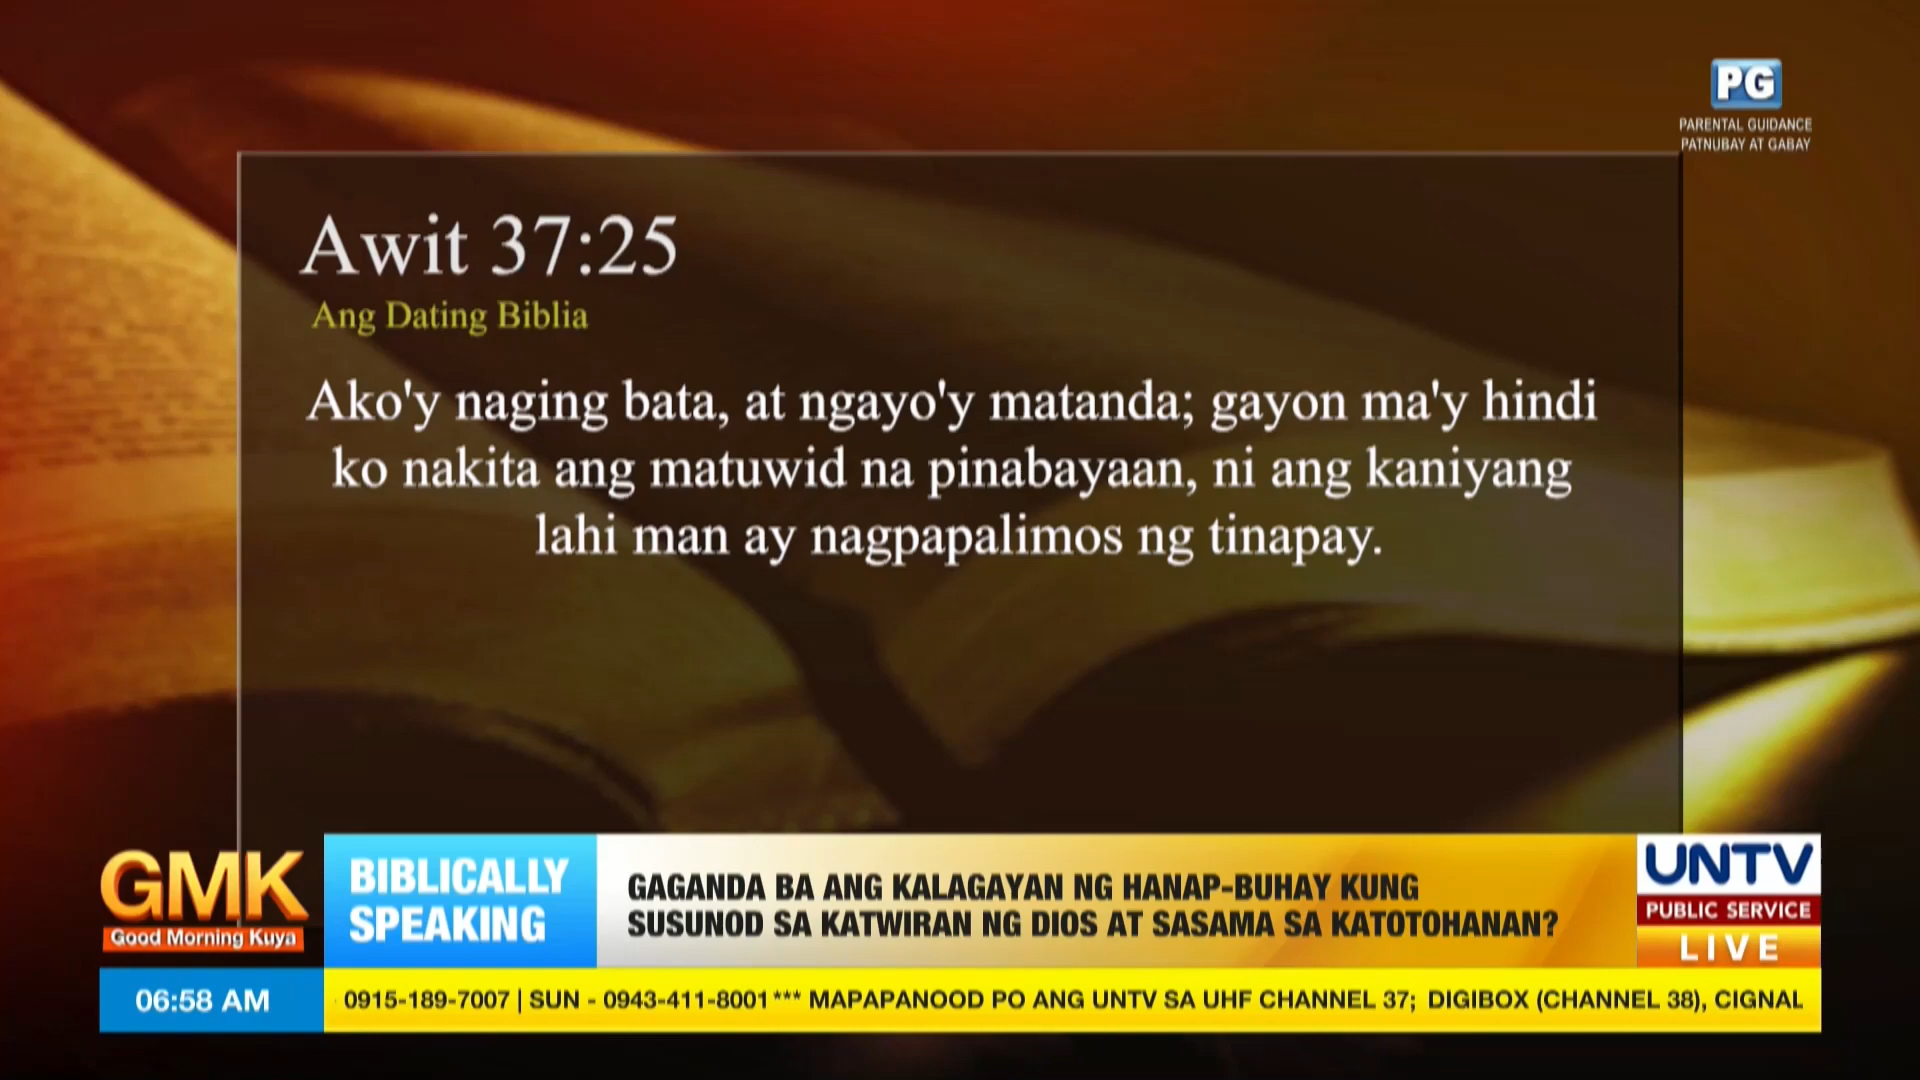 PG
PARENTAL GUIDANCE
PATNUBAY AT GABAY
Awit 37:25
Ang Dating Biblia
Ako'y naging bata, at ngayo'y matanda; gayon ma'y hindi
ko nakita ang matuwid na pinabayaan, ni ang kaniyang
lahi man ay nagpapalimos ng tinapay.
GMK
Good Morning Kuya
BIBLICALLY
SPEAKING
GAGANDA BA ANG KALAGAYAN NG HANAP-BUHAY KUNG
SUSUNOD SA KATWIRAN NG DIOS AT SASAMA SA KATOTOHANAN?
UNTV
PUBLIC SERVICE
LIVE
06:58 AM
0915-189-7007 | SUN - 0943-411-8001*** MAPAPANOOD PO ANG UNTV SA UHF CHANNEL 37; DIGIBOX (CHANNEL 38), CIGNAL